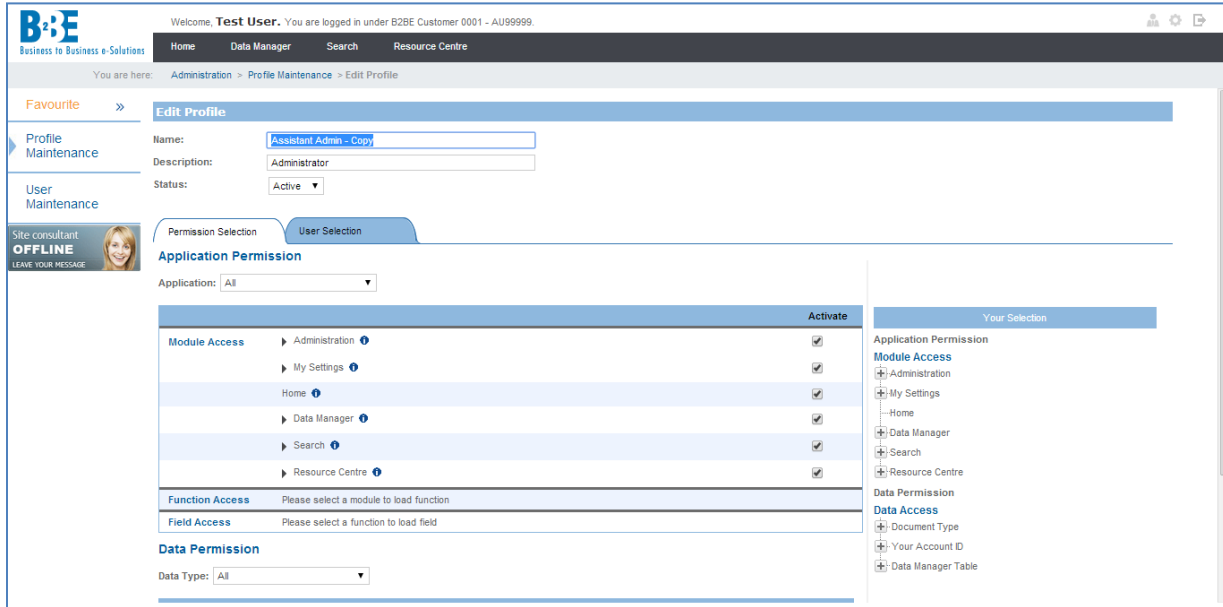 B2BE
Business to Business e-Solutions
Welcome, Test User. You are logged in under B2BE Customer 0001 - AU99999.
Home Data Manager Search Resource Centre
You are here: Administration > Profile Maintenance > Edit Profile
Favourite »
Profile
Maintenance
User
Maintenance
Site consultant
OFFLINE
LEAVE YOUR MESSAGE
Edit Profile
Name: Assistant Admin - Copy
Description: Administrator
Status: Active
Permission Selection User Selection
Application Permission
Application: All
Activate
Module Access Administration
My Settings
Home
Data Manager
Search
Resource Centre
Function Access Please select a module to load function
Field Access Please select a function to load field
Data Permission
Data Type: All
Your Selection
Application Permission
Module Access
Administration
My Settings
Home
Data Manager
Search
Resource Centre
Data Permission
Data Access
Document Type
Your Account ID
Data Manager Table